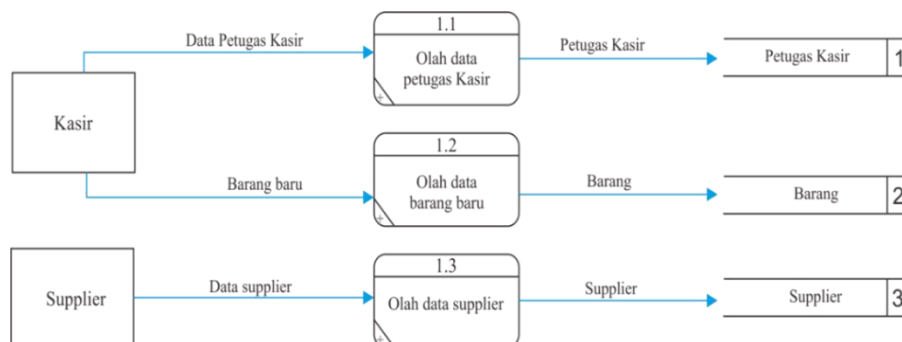 1.1
Data Petugas Kasir
Olah data
petugas Kasir
Petugas Kasir
Petugas Kasir
1
Kasir
1.2
Barang baru
Olah data
barang baru
Barang
Barang
2
1.3
Supplier
Data supplier
Olah data supplier
Supplier
Supplier
3
+
+
+